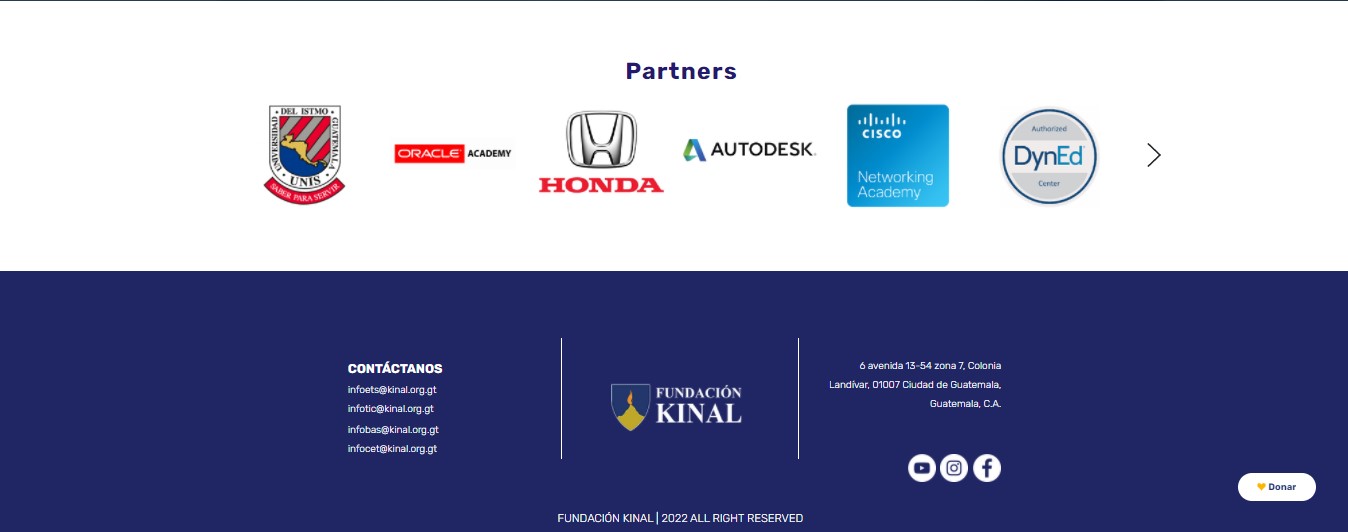 Partners
UNIVERSIDAD
DEL ISTMO
GUATEMALA
UNIS
SABER PARA SERVIR
ORACLE ACADEMY
HONDA
AUTODESK.
CISCO
Networking
Academy
Authorized
DynEd
Center
CONTÁCTANOS
infoets@kinal.org.gt
infotic@kinal.org.gt
infobas@kinal.org.gt
infocet@kinal.org.gt
FUNDACIÓN
KINAL
6 avenida 13-54 zona 7, Colonia
Landívar, 01007 Ciudad de Guatemala,
Guatemala, C.A.
Donar
FUNDACIÓN KINAL | 2022 ALL RIGHT RESERVED